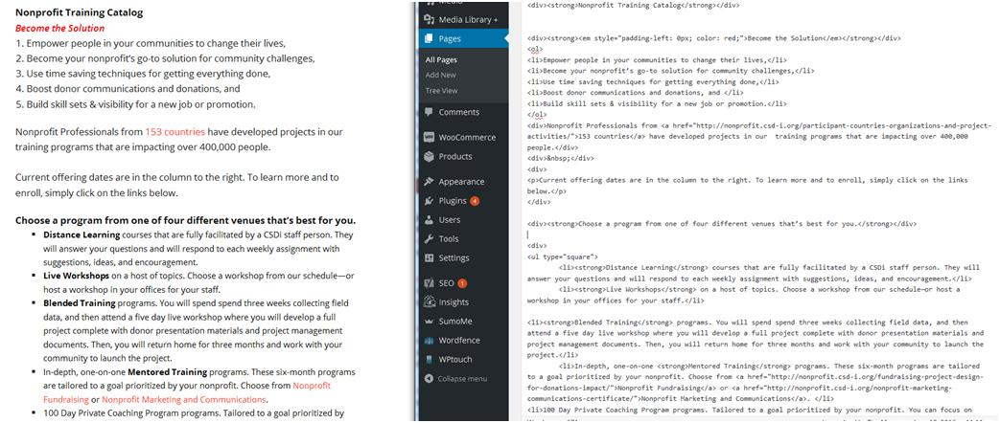 Nonprofit Training Catalog
Become the Solution
1. Empower people in your communities to change their lives,
2. Become your nonprofit's go-to solution for community challenges,
3. Use time saving techniques for getting everything done,
4. Boost donor communications and donations, and
5. Build skill sets & visibility for a new job or promotion.
Nonprofit Professionals from 153 countries have developed projects in our
training programs that are impacting over 400,000 people.
Current offering dates are in the column to the right. To learn more and to
enroll, simply click on the links below.
Choose a program from one of four different venues that's best for you.
▪ Distance Learning courses that are fully facilitated by a CSDi staff person. They
will answer your questions and will respond to each weekly assignment with
suggestions, ideas, and encouragement.
▪ Live Workshops on a host of topics. Choose a workshop from our schedule—or
host a workshop in your offices for your staff.
▪ Blended Training programs. You will spend spend three weeks collecting field
data, and then attend a five day live workshop where you will develop a full
project complete with donor presentation materials and project management
documents. Then, you will return home for three months and work with your
community to launch the project.
▪ In-depth, one-on-one Mentored Training programs. These six-month programs
are tailored to a goal prioritized by your nonprofit. Choose from Nonprofit
Fundraising or Nonprofit Marketing and Communications.
▪ 100 Day Private Coaching Program programs. Tailored to a goal prioritized by
Media Library +
Pages
All Pages
Add New
Tree View
Comments
WooCommerce
Products
Appearance
Plugins 4
Users
Tools
Settings
SEO 1
Insights
SumoMe
Wordfence
WPtouch
Collapse menu
<div><strong>Nonprofit Training Catalog</strong></div>
<div><strong><em style="padding-left: 0px; color: red;">Become the Solution</em></strong></div>
<ol>
<li>Empower people in your communities to change their lives,</li>
<li>Become your nonprofit's go-to solution for community challenges,</li>
<li>Use time saving techniques for getting everything done,</li>
<li>Boost donor communications and donations, and </li>
<li>Build skill sets & visibility for a new job or promotion.</li>
</ol>
<div>Nonprofit Professionals from <a href="http://nonprofit.csd-i.org/participant-countries-organizations-and-project-
activities/">153 countries</a> have developed projects in our  training programs that are impacting over 400,000
people.</div>
<div>&nbsp;</div>
<div>
<p>Current offering dates are in the column to the right. To learn more and to enroll, simply click on the links
below.</p>
</div>
<div><strong>Choose a program from one of four different venues that's best for you.</strong></div>
<div>
<ul type="square">
<li><strong>Distance Learning</strong> courses that are fully facilitated by a CSDi staff person. They will
answer your questions and will respond to each weekly assignment with suggestions, ideas, and encouragement.</li>
<li><strong>Live Workshops</strong> on a host of topics. Choose a workshop from our schedule—or host a
workshop in your offices for your staff.</li>
<li><strong>Blended Training</strong> programs. You will spend spend three weeks collecting field data, and then
attend a five day live workshop where you will develop a full project complete with donor presentation materials and
project management documents. Then, you will return home for three months and work with your community to launch the
project.</li>
<li>In-depth, one-on-one <strong>Mentored Training</strong> programs. These six-month programs are tailored
to a goal prioritized by your nonprofit. Choose from <a href="http://nonprofit.csd-i.org/fundraising-project-design-
for-donations-impact/">Nonprofit Fundraising</a> or <a href="http://nonprofit.csd-i.org/nonprofit-marketing-
communications-certificate/">Nonprofit Marketing and Communications</a>. </li>
<li>100 Day Private Coaching Program programs. Tailored to a goal prioritized by your nonprofit. You can focus on